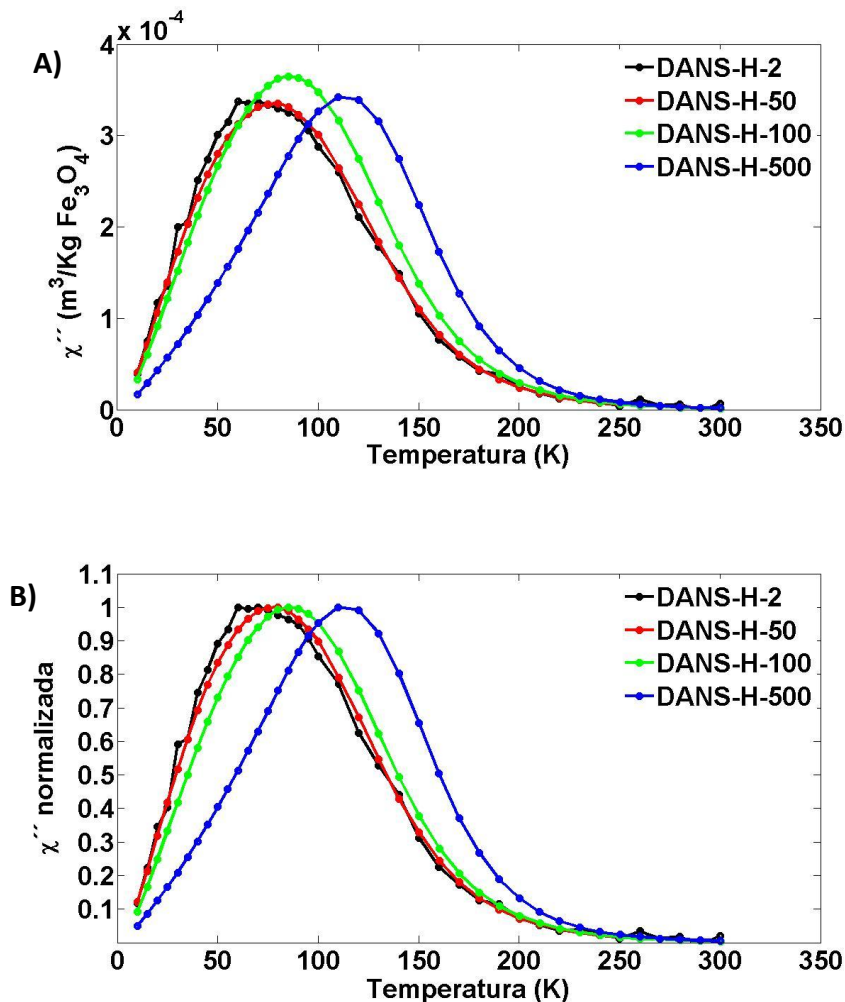 A)
4 x 10⁻⁴
3
2
1
0
χ´´ (m³/Kg Fe₃O₄)
DANS-H-2
DANS-H-50
DANS-H-100
DANS-H-500
0 50 100 150 200 250 300 350
Temperatura (K)
B)
1.1
1
0.9
0.8
0.7
0.6
0.5
0.4
0.3
0.2
0.1
χ´´ normalizada
DANS-H-2
DANS-H-50
DANS-H-100
DANS-H-500
0 50 100 150 200 250 300 350
Temperatura (K)